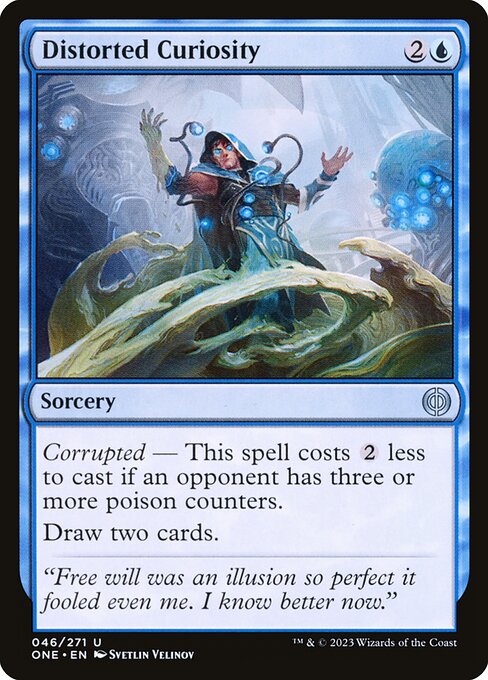 Distorted Curiosity 2
Sorcery
Corrupted — This spell costs 2 less
to cast if an opponent has three or
more poison counters.
Draw two cards.
“Free will was an illusion so perfect it
fooled even me. I know better now.”
046/271 U
ONE • EN Svetlin Velinov
™ & © 2023 Wizards of the Coast